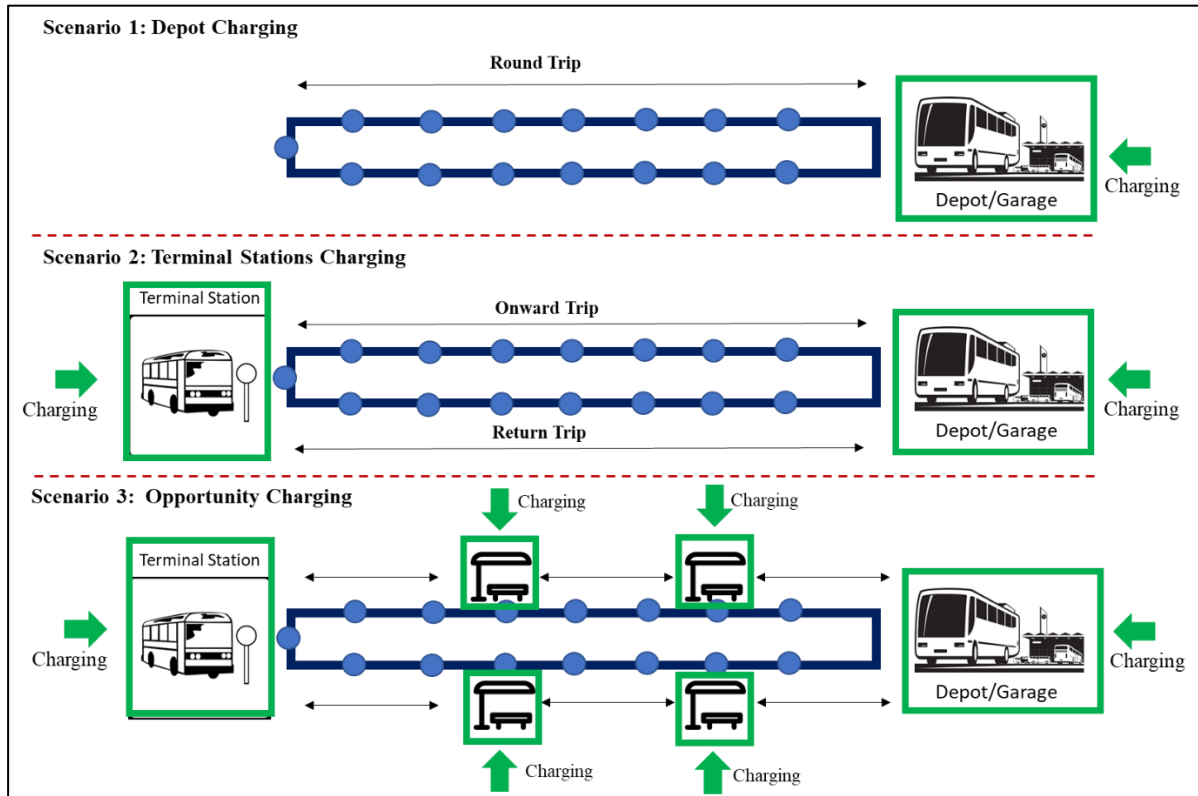 Scenario 1: Depot Charging
Round Trip
Charging
Depot/Garage
Scenario 2: Terminal Stations Charging
Terminal Station
Onward Trip
Charging
Charging
Depot/Garage
Return Trip
Scenario 3:  Opportunity Charging
Charging
Charging
Terminal Station
Charging
Charging
Depot/Garage
Charging
Charging